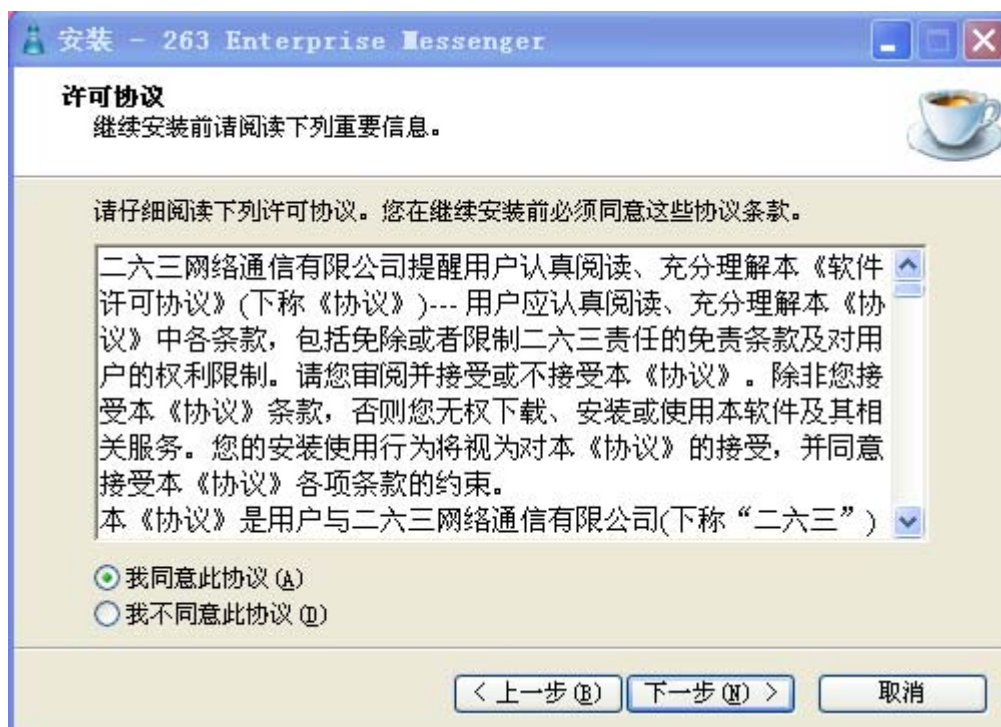 安装 - 263 Enterprise Messenger
许可协议
继续安装前请阅读下列重要信息。
请仔细阅读下列许可协议。您在继续安装前必须同意这些协议条款。
二六三网络通信有限公司提醒用户认真阅读、充分理解本《软件
许可协议》(下称《协议》)--- 用户应认真阅读、充分理解本《协
议》中各条款，包括免除或者限制二六三责任的免责条款及对用
户的权利限制。请您审阅并接受或不接受本《协议》。除非您接
受本《协议》条款，否则您无权下载、安装或使用本软件及其相
关服务。您的安装使用行为将视为对本《协议》的接受，并同意
接受本《协议》各项条款的约束。
本《协议》是用户与二六三网络通信有限公司(下称“二六三”)
我同意此协议(A)
我不同意此协议(D)
< 上一步(B) 下一步(N) > 取消